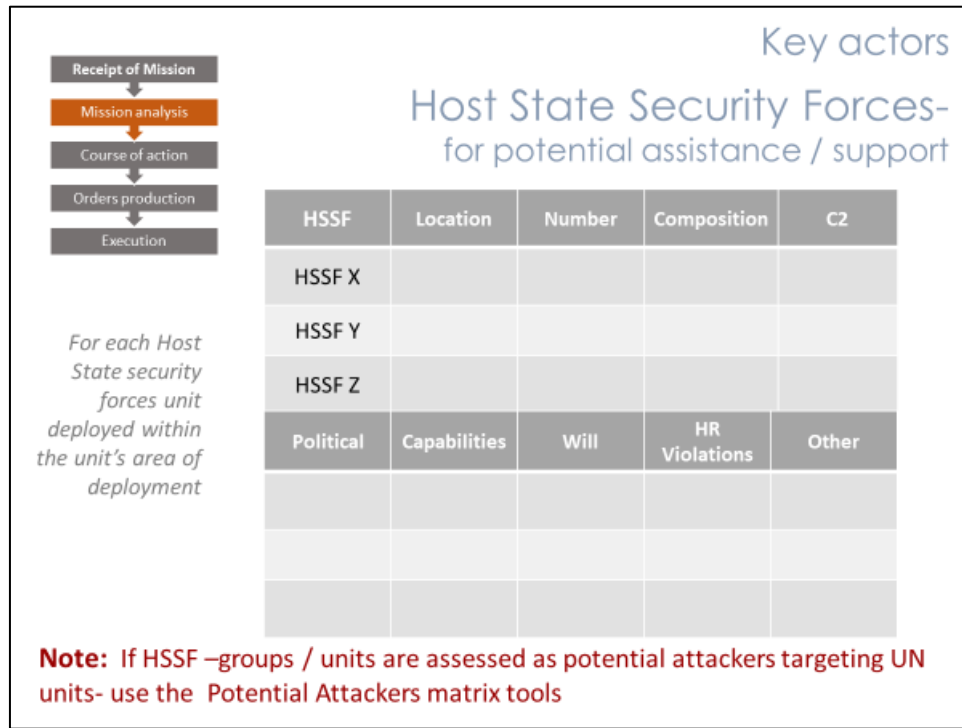 Key actors
Receipt of Mission
Mission analysis
Course of action
Orders production
Execution
Host State Security Forces-
for potential assistance / support
HSSF Location Number Composition C2
HSSF X
HSSF Y
HSSF Z
Political Capabilities Will HR Violations Other
For each Host
State security
forces unit
deployed within
the unit's area of
deployment
Note: If HSSF –groups / units are assessed as potential attackers targeting UN
units- use the Potential Attackers matrix tools